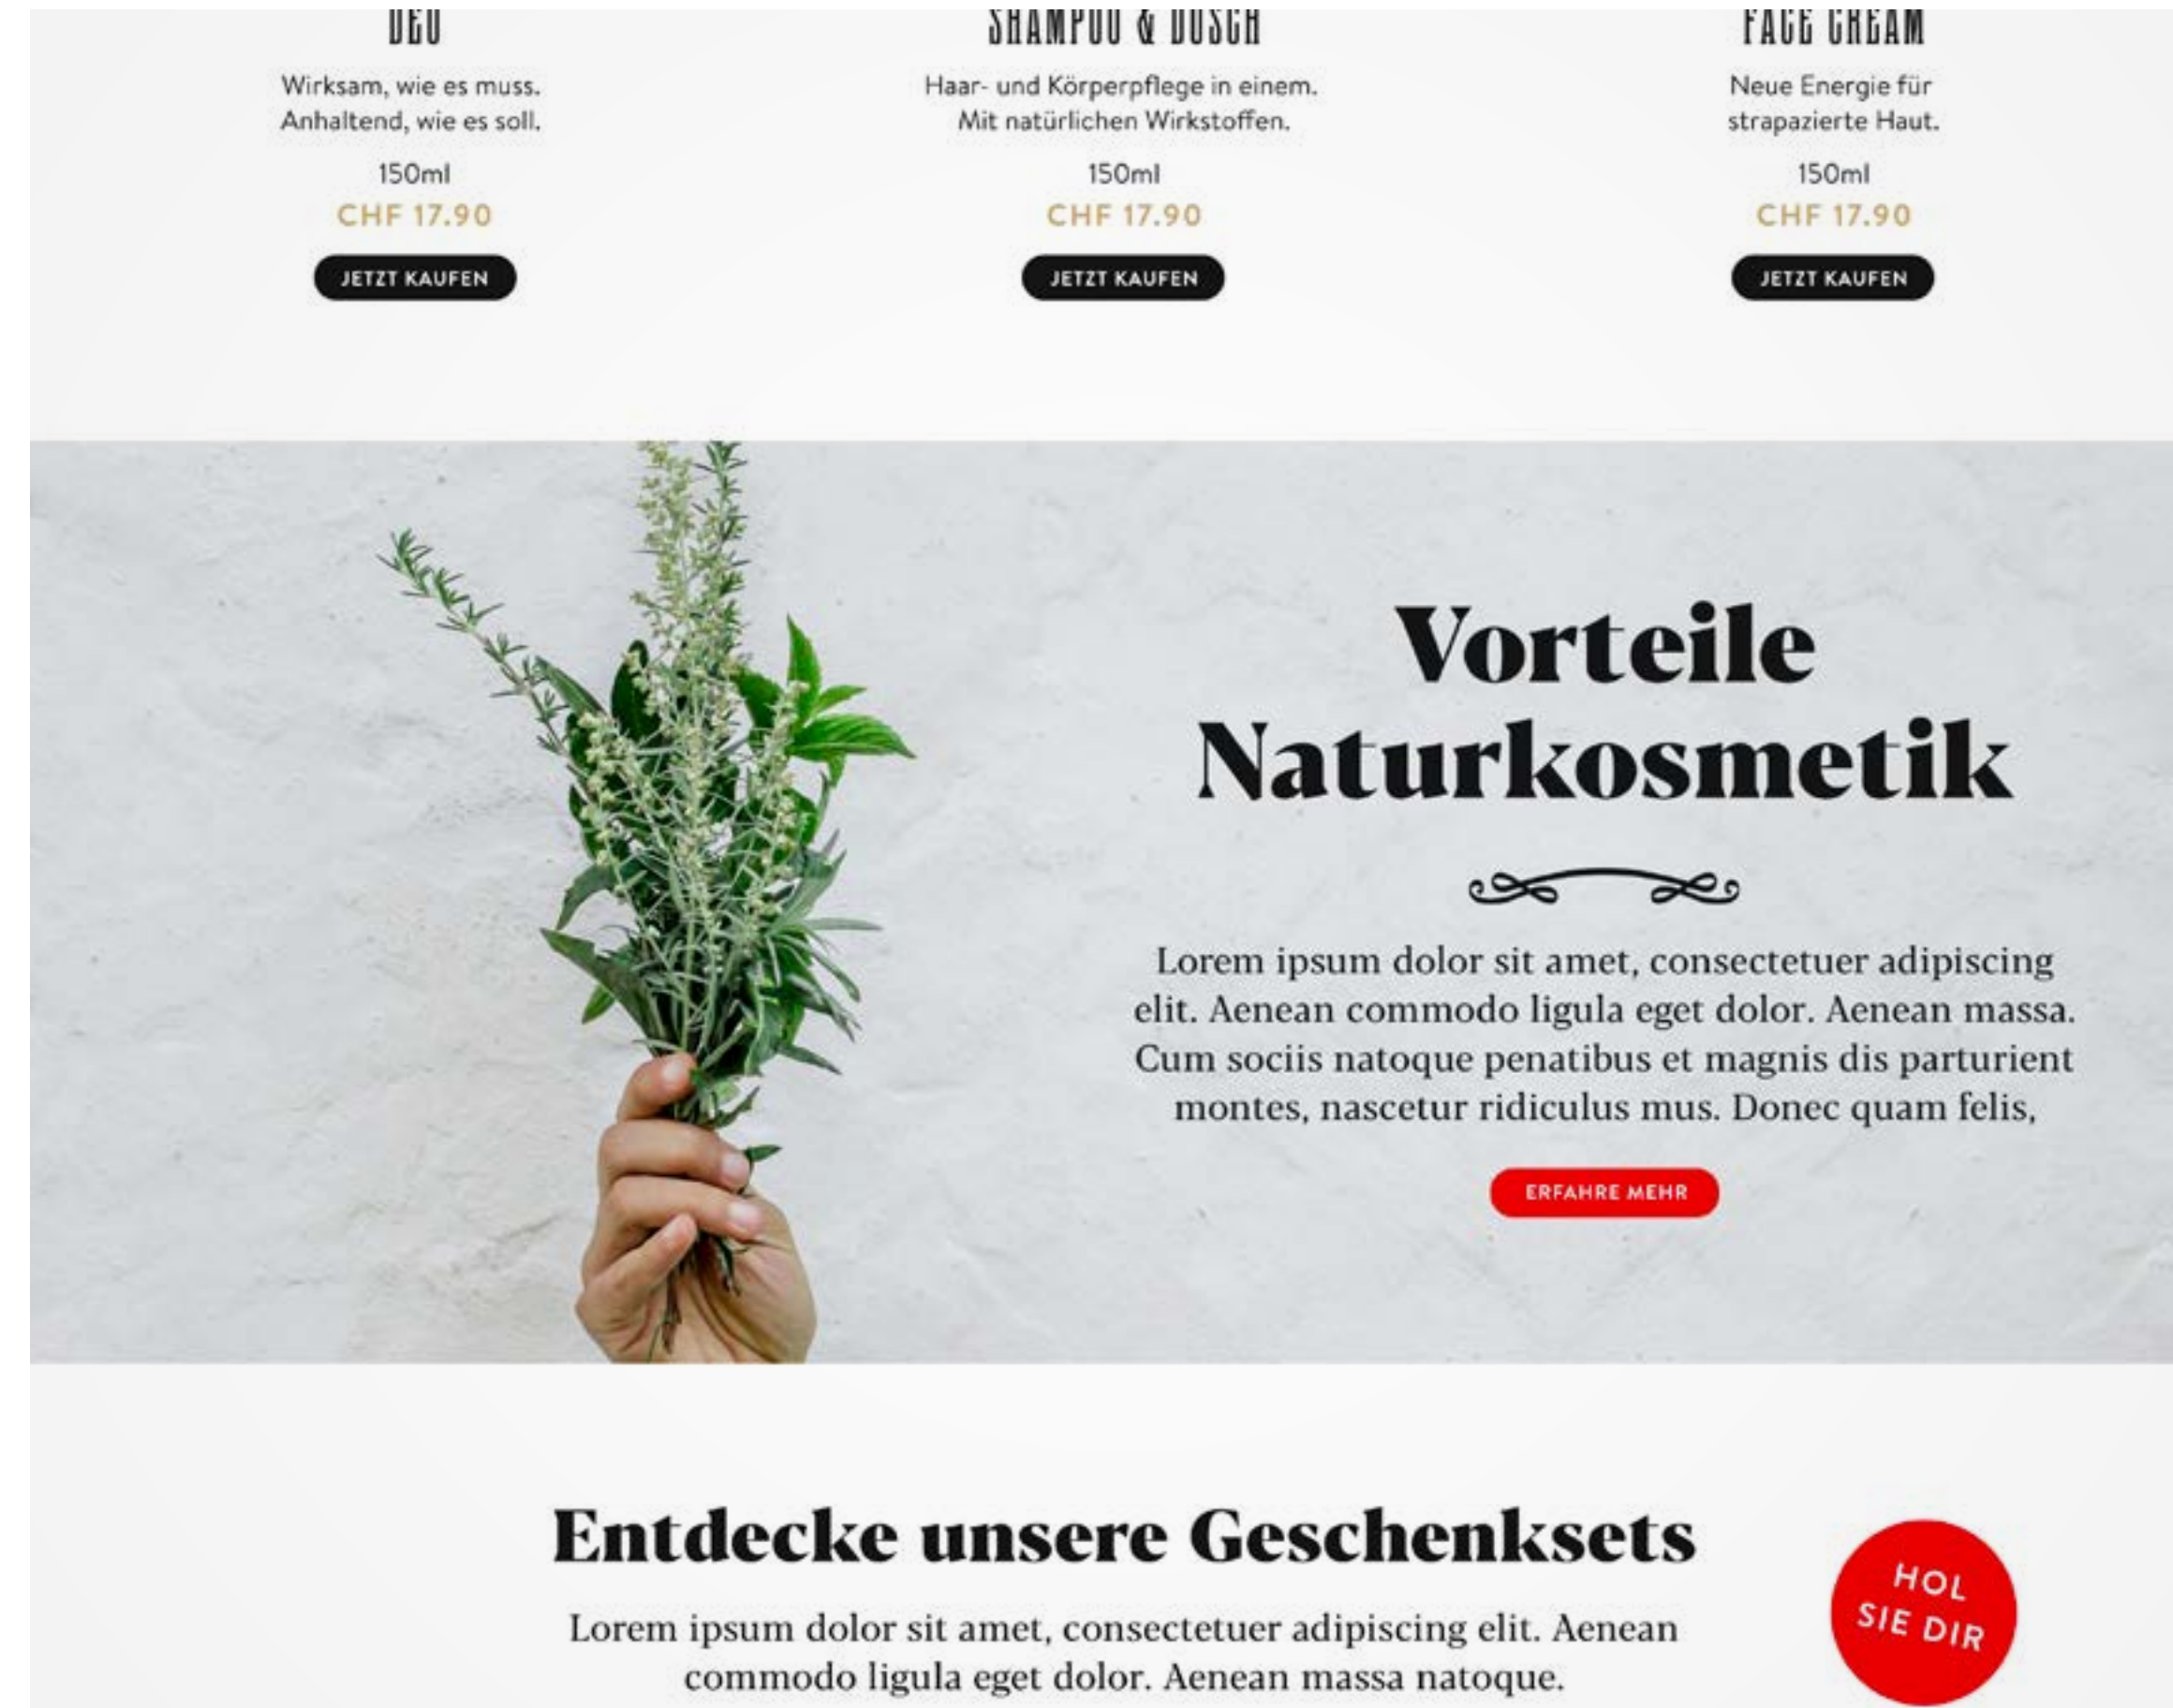 DEO
Wirksam, wie es muss.
Anhaltend, wie es soll.
150ml
CHF 17.90
JETZT KAUFEN
SHAMPOO & DUSCH
Haar- und Körperpflege in einem.
Mit natürlichen Wirkstoffen.
150ml
CHF 17.90
JETZT KAUFEN
FACE CREAM
Neue Energie für
strapazierte Haut.
150ml
CHF 17.90
JETZT KAUFEN
Vorteile
Naturkosmetik
Lorem ipsum dolor sit amet, consectetuer adipiscing
elit. Aenean commodo ligula eget dolor. Aenean massa.
Cum sociis natoque penatibus et magnis dis parturient
montes, nascetur ridiculus mus. Donec quam felis,
ERFAHRE MEHR
Entdecke unsere Geschenksets
Lorem ipsum dolor sit amet, consectetuer adipiscing elit. Aenean
commodo ligula eget dolor. Aenean massa natoque.
HOL
SIE DIR